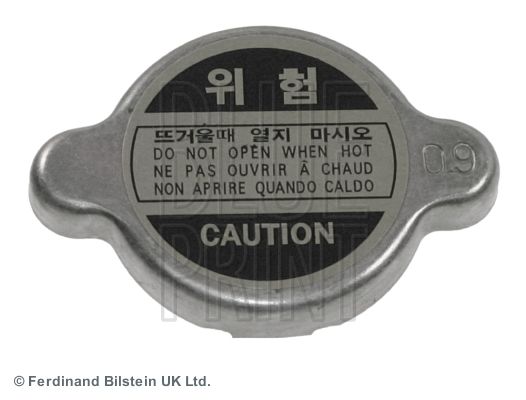 위 험
뜨거울때 열지 마시오
DO NOT OPEN WHEN HOT
NE PAS OUVRIR À CHAUD
NON APRIRE QUANDO CALDO
CAUTION
0.9
BLUE
PRINT
© Ferdinand Bilstein UK Ltd.